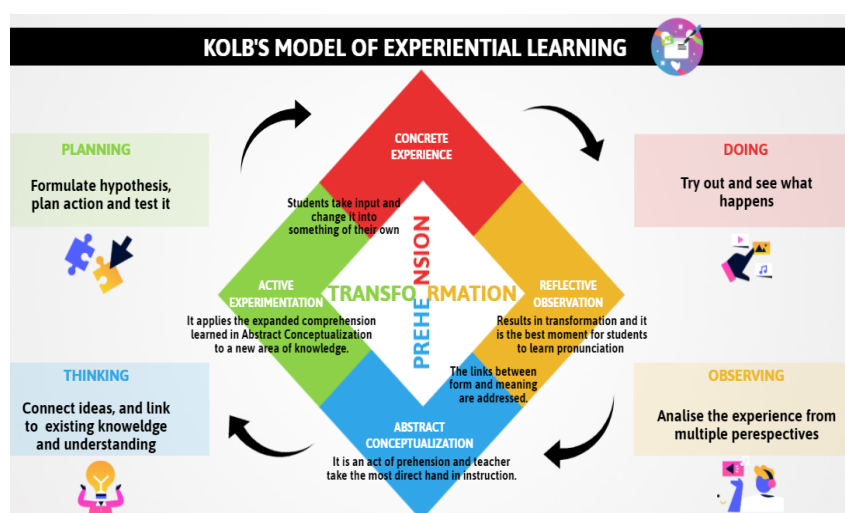 KOLB'S MODEL OF EXPERIENTIAL LEARNING
CONCRETE
EXPERIENCE
PLANNING
Formulate hypothesis,
plan action and test it
DOING
Try out and see what
happens
Students take input and
change it into
something of their own
PREHENSION
TRANSFORMATION
ACTIVE
EXPERIMENTATION
It applies the expanded comprehension
learned in Abstract Conceptualization
to a new area of knowledge.
REFLECTIVE
OBSERVATION
Results in transformation and it
is the best moment for students
to learn pronunciation
THINKING
Connect ideas, and link
to existing knoweldge
and understanding
The links between
form and meaning
are addressed.
OBSERVING
Analise the experience from
multiple perespectives
ABSTRACT
CONCEPTUALIZATION
It is an act of prehension and teacher
take the most direct hand in instruction.